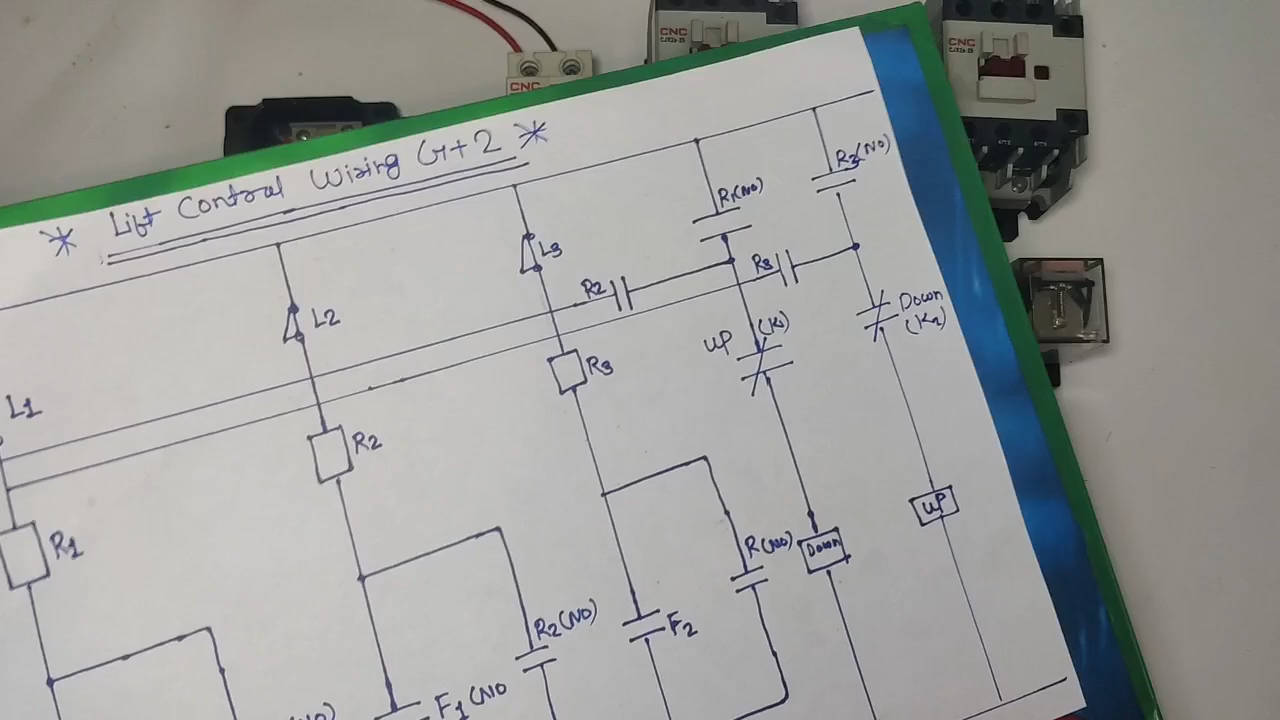 CNC
CNC
CNC
* Lift Control Wiring G+2 *
R3(NO)
R1(NO)
L3
R2
R3
Down
(K2)
L2
UP
(K1)
R3
L1
R2
UP
R1
R(NO)
Down
R2(NO)
F2
F1(NO